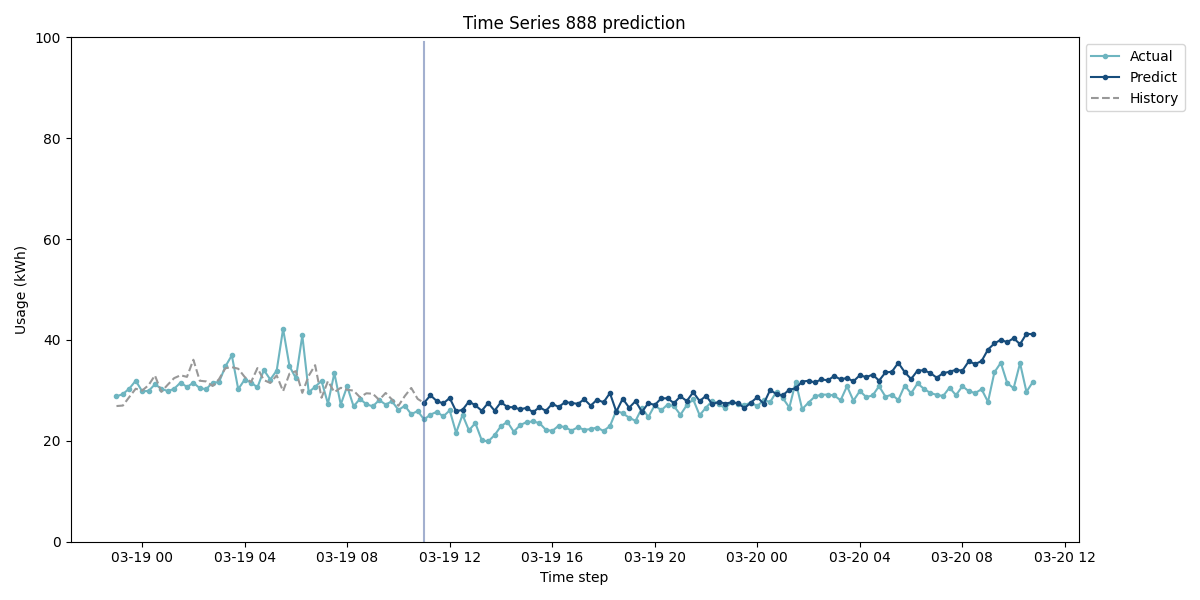 Time Series 888 prediction
100
80
60
40
20
0
Usage (kWh)
03-19 00
03-19 04
03-19 08
03-19 12
03-19 16
03-19 20
03-20 00
03-20 04
03-20 08
03-20 12
Time step
Actual
Predict
History